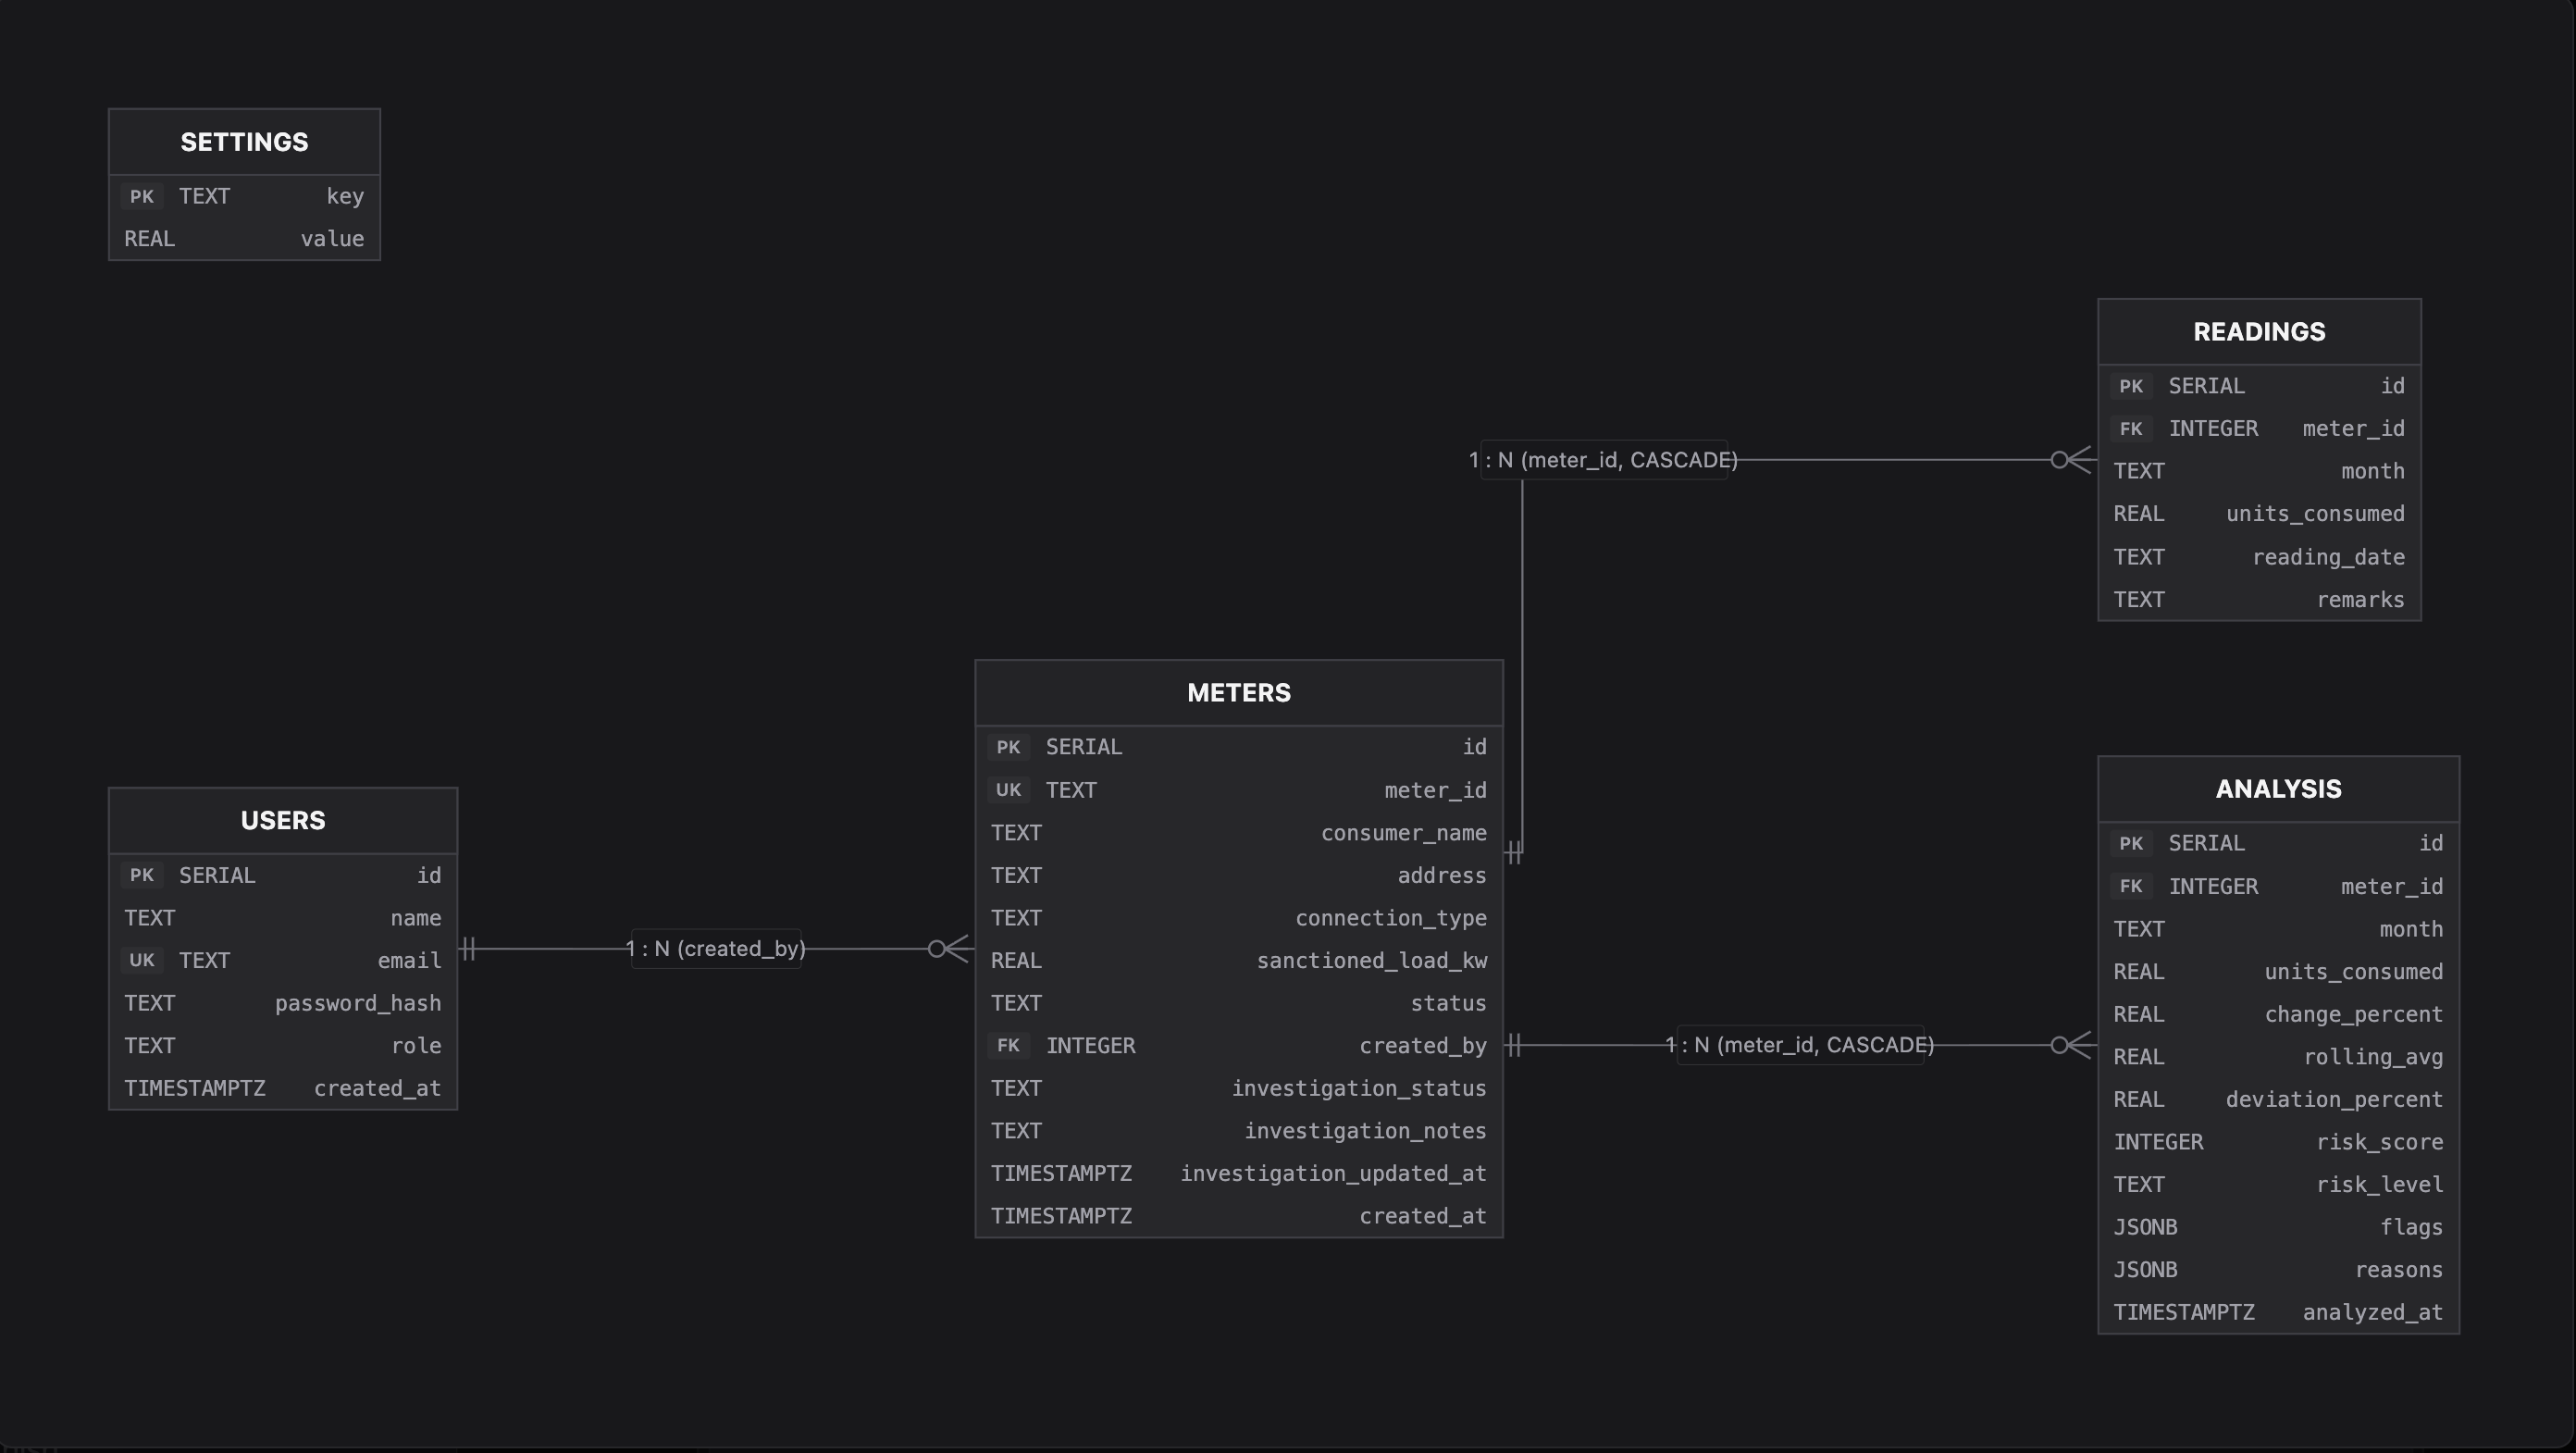 SETTINGS
PK TEXT key
REAL value
READINGS
PK SERIAL id
FK INTEGER meter_id
TEXT month
REAL units_consumed
TEXT reading_date
TEXT remarks
1 : N (meter_id, CASCADE)
METERS
PK SERIAL id
UK TEXT meter_id
TEXT consumer_name
TEXT address
TEXT connection_type
REAL sanctioned_load_kw
TEXT status
FK INTEGER created_by
TEXT investigation_status
TEXT investigation_notes
TIMESTAMPTZ investigation_updated_at
TIMESTAMPTZ created_at
USERS
PK SERIAL id
TEXT name
UK TEXT email
TEXT password_hash
TEXT role
TIMESTAMPTZ created_at
1 : N (created_by)
1 : N (meter_id, CASCADE)
ANALYSIS
PK SERIAL id
FK INTEGER meter_id
TEXT month
REAL units_consumed
REAL change_percent
REAL rolling_avg
REAL deviation_percent
INTEGER risk_score
TEXT risk_level
JSONB flags
JSONB reasons
TIMESTAMPTZ analyzed_at